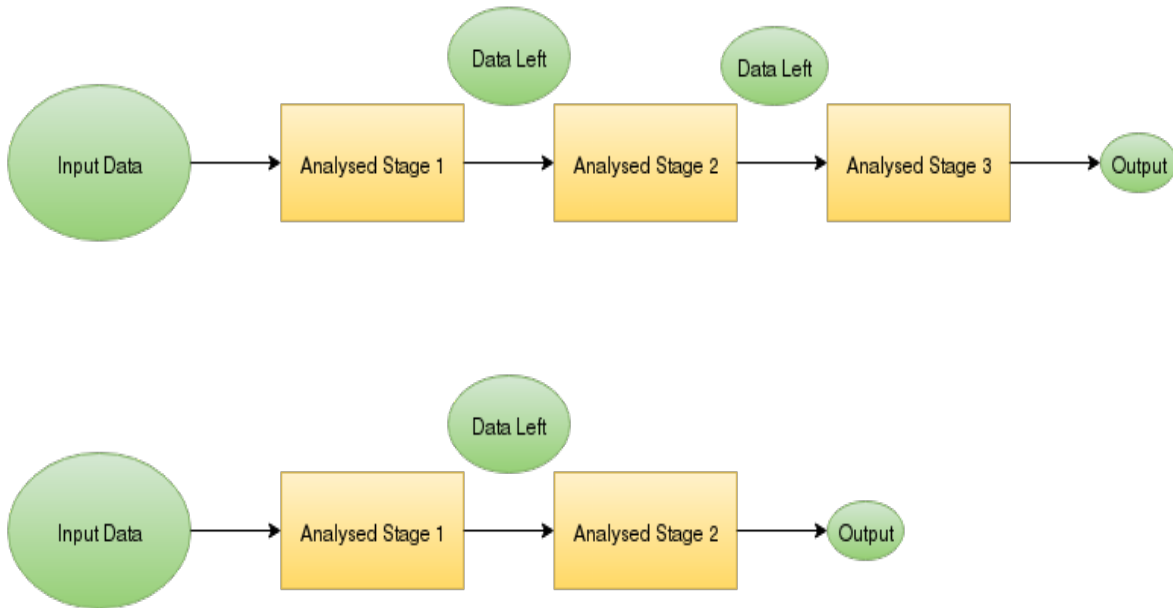 Data Left
Data Left
Input Data
Analysed Stage 1
Analysed Stage 2
Analysed Stage 3
Output
Data Left
Input Data
Analysed Stage 1
Analysed Stage 2
Output